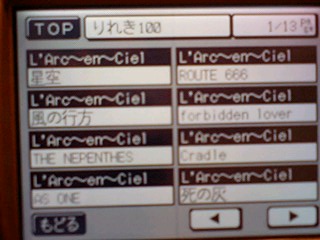 TOP りれき100 1/13
L'Arc〜en〜Ciel L'Arc〜en〜Ciel
星空 ROUTE 666
L'Arc〜en〜Ciel L'Arc〜en〜Ciel
風の行方 forbidden lover
L'Arc〜en〜Ciel L'Arc〜en〜Ciel
THE NEPENTHES Cradle
L'Arc〜en〜Ciel L'Arc〜en〜Ciel
AS ONE 死の灰
もどる ◀ ▶